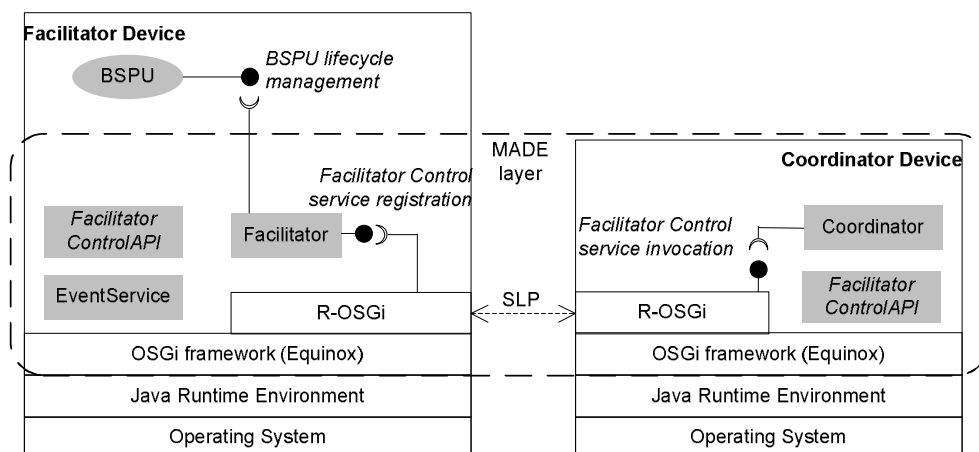 Facilitator Device
BSPU
BSPU lifecycle
management
MADE
layer
Facilitator Control
service registration
Facilitator
ControlAPI
Facilitator
EventService
R-OSGi
OSGi framework (Equinox)
Java Runtime Environment
Operating System
SLP
Coordinator Device
Facilitator Control
service invocation
Coordinator
Facilitator
ControlAPI
R-OSGi
OSGi framework (Equinox)
Java Runtime Environment
Operating System